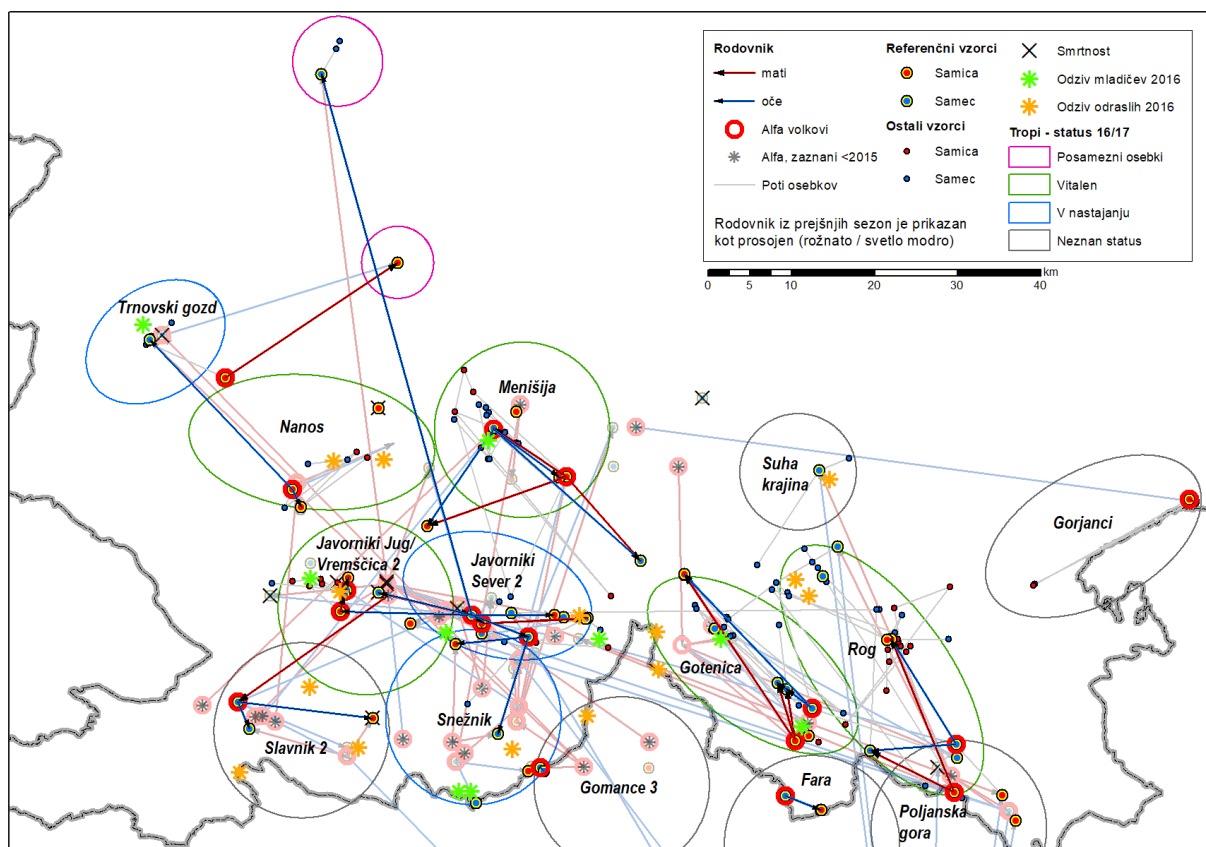 Rodovnik
mati
oče
Alfa volkovi
Alfa, zaznani <2015
Poti osebkov
Rodovnik iz prejšnjih sezon je prikazan
kot prosojen (rožnato / svetlo modro)
Referenčni vzorci
Samica
Samec
Ostali vzorci
Samica
Samec
Smrtnost
Odziv mladičev 2016
Odziv odraslih 2016
Tropi - status 16/17
Posamezni osebki
Vitalen
V nastajanju
Neznan status
km
0 5 10 20 30 40
Trnovski gozd
Nanos
Menišija
Suha
krajina
Gorjanci
Javorniki Jug/
Vremščica 2
Javorniki
Sever 2
Gotenica
Rog
Snežnik
Slavnik 2
Gomance 3
Fara
Poljanska
gora